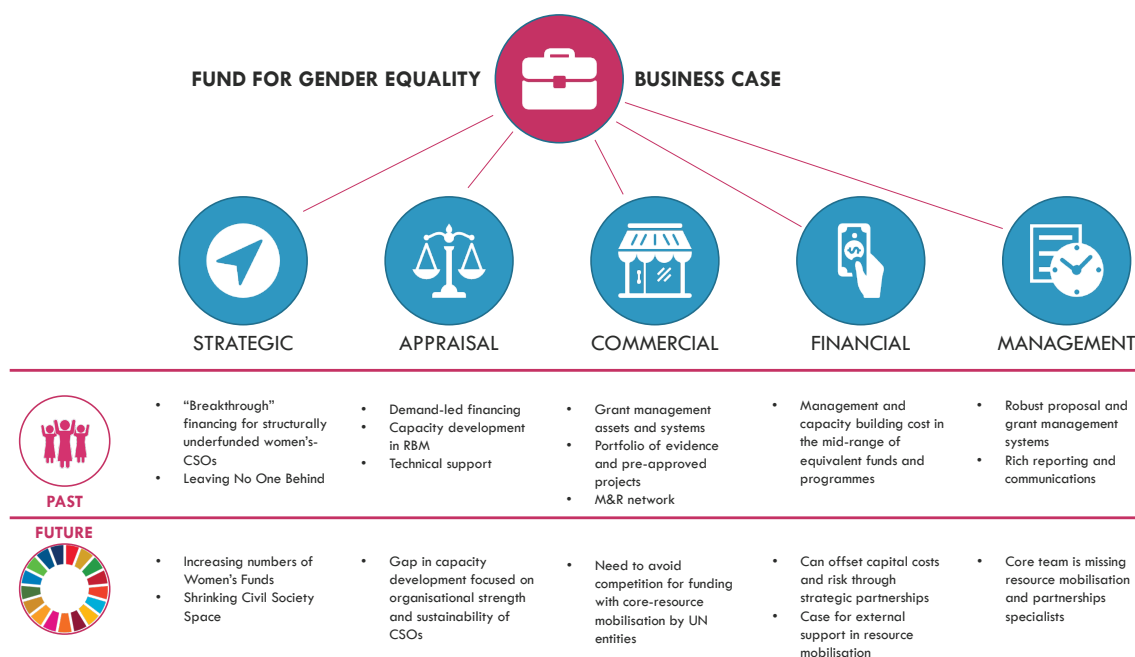 FUND FOR GENDER EQUALITY
BUSINESS CASE
STRATEGIC
APPRAISAL
COMMERCIAL
FINANCIAL
MANAGEMENT
PAST
• “Breakthrough”
financing for structurally
underfunded women’s-
CSOs
• Leaving No One Behind
• Demand-led financing
• Capacity development
in RBM
• Technical support
• Grant management
assets and systems
• Portfolio of evidence
and pre-approved
projects
• M&R network
• Management and
capacity building cost in
the mid-range of
equivalent funds and
programmes
• Robust proposal and
grant management
systems
• Rich reporting and
communications
FUTURE
• Increasing numbers of
Women’s Funds
• Shrinking Civil Society
Space
• Gap in capacity
development focused on
organisational strength
and sustainability of
CSOs
• Need to avoid
competition for funding
with core-resource
mobilisation by UN
entities
• Can offset capital costs
and risk through
strategic partnerships
• Case for external
support in resource
mobilisation
• Core team is missing
resource mobilisation
and partnerships
specialists